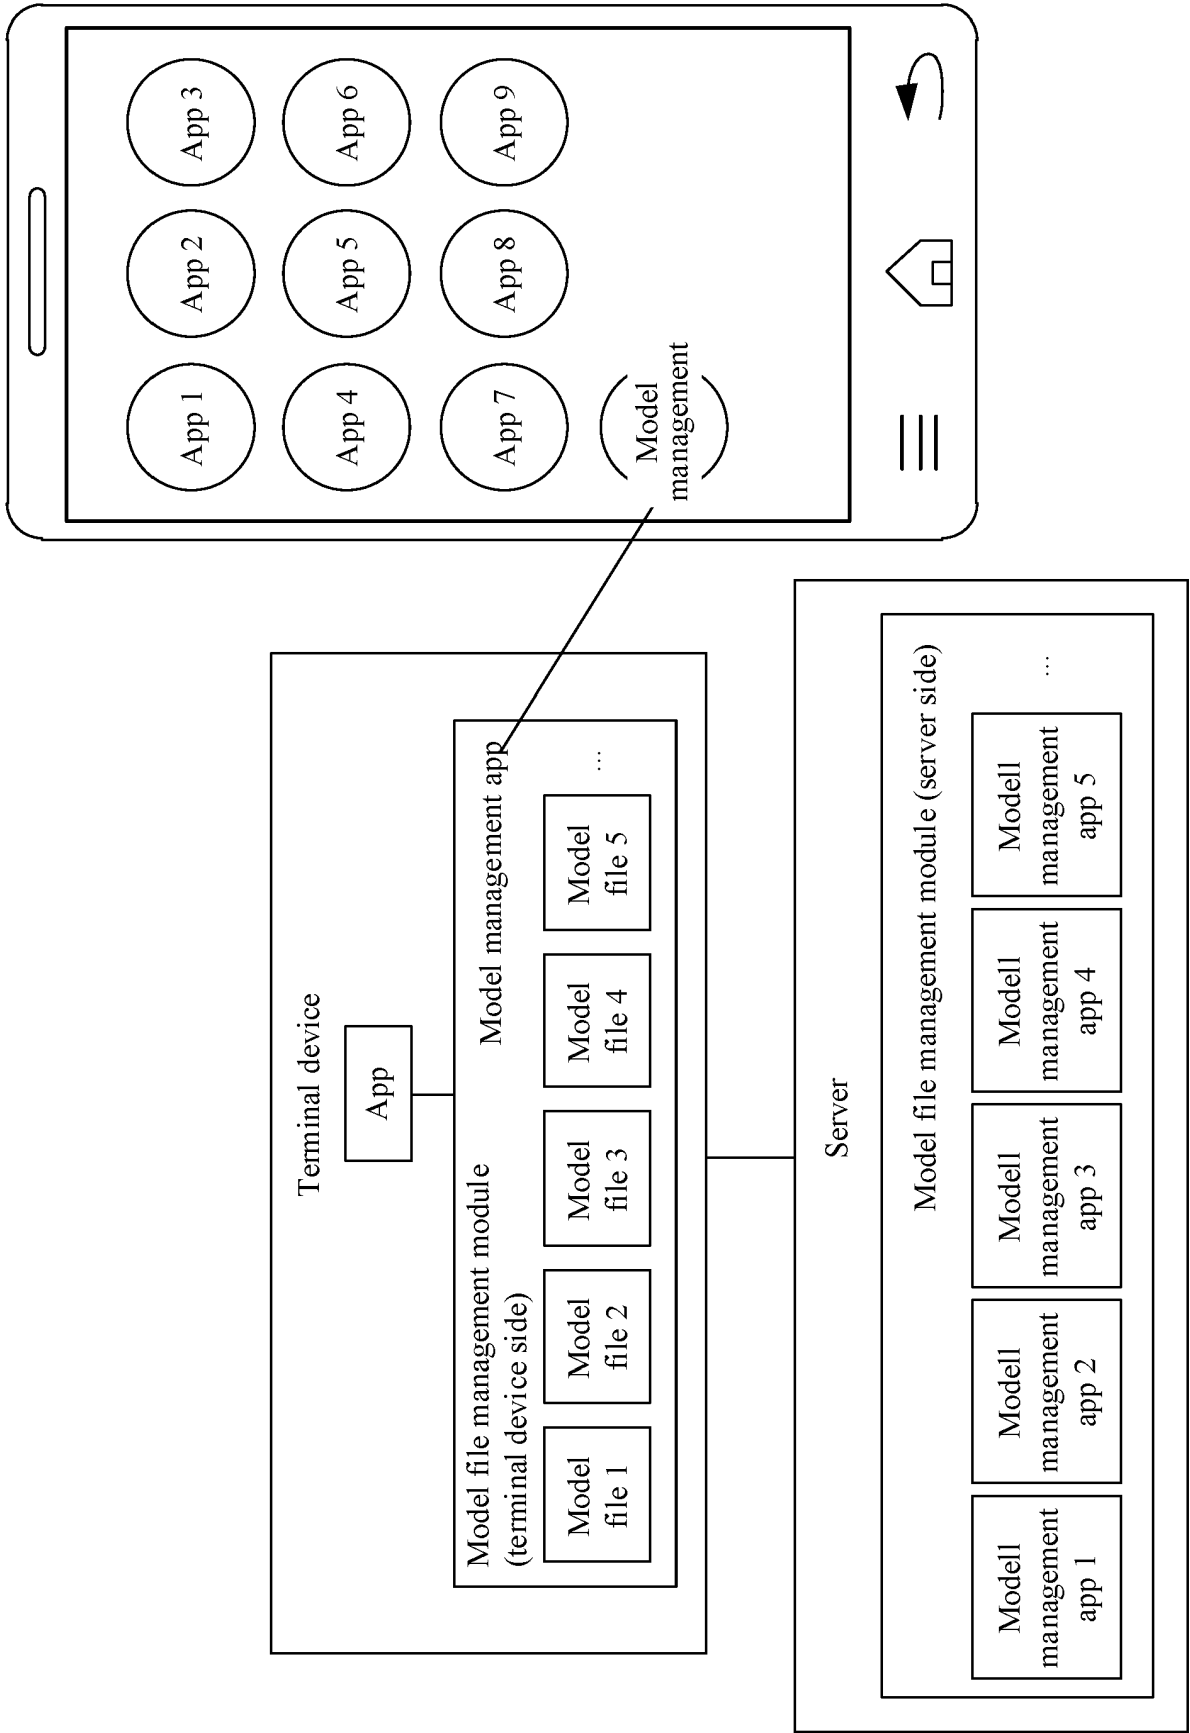 Terminal device
App
Model file management module
(terminal device side)
Model management app
Model
file 1
Model
file 2
Model
file 3
Model
file 4
Model
file 5
...
Server
Model file management module (server side)
Modell
management
app 1
Modell
management
app 2
Modell
management
app 3
Modell
management
app 4
Modell
management
app 5
...
App 1
App 2
App 3
App 4
App 5
App 6
App 7
App 8
App 9
Model
management